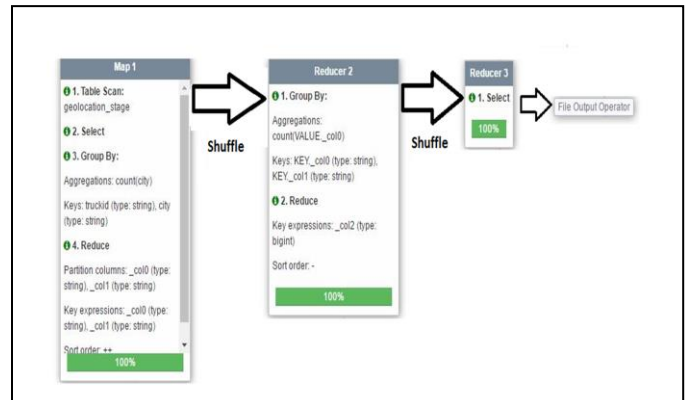 Map 1
1. Table Scan:
geolocation_stage
2. Select
3. Group By:
Aggregations: count(city)
Keys: truckid (type: string), city
(type: string)
4. Reduce
Partition columns: _col0 (type:
string), _col1 (type: string)
Key expressions: _col0 (type:
string), _col1 (type: string)
Sort order: ++
100%
Shuffle
Reducer 2
1. Group By:
Aggregations:
count(VALUE._col0)
Keys: KEY._col0 (type: string),
KEY._col1 (type: string)
2. Reduce
Key expressions: _col2 (type:
bigint)
Sort order: -
100%
Shuffle
Reducer 3
1. Select
100%
File Output Operator